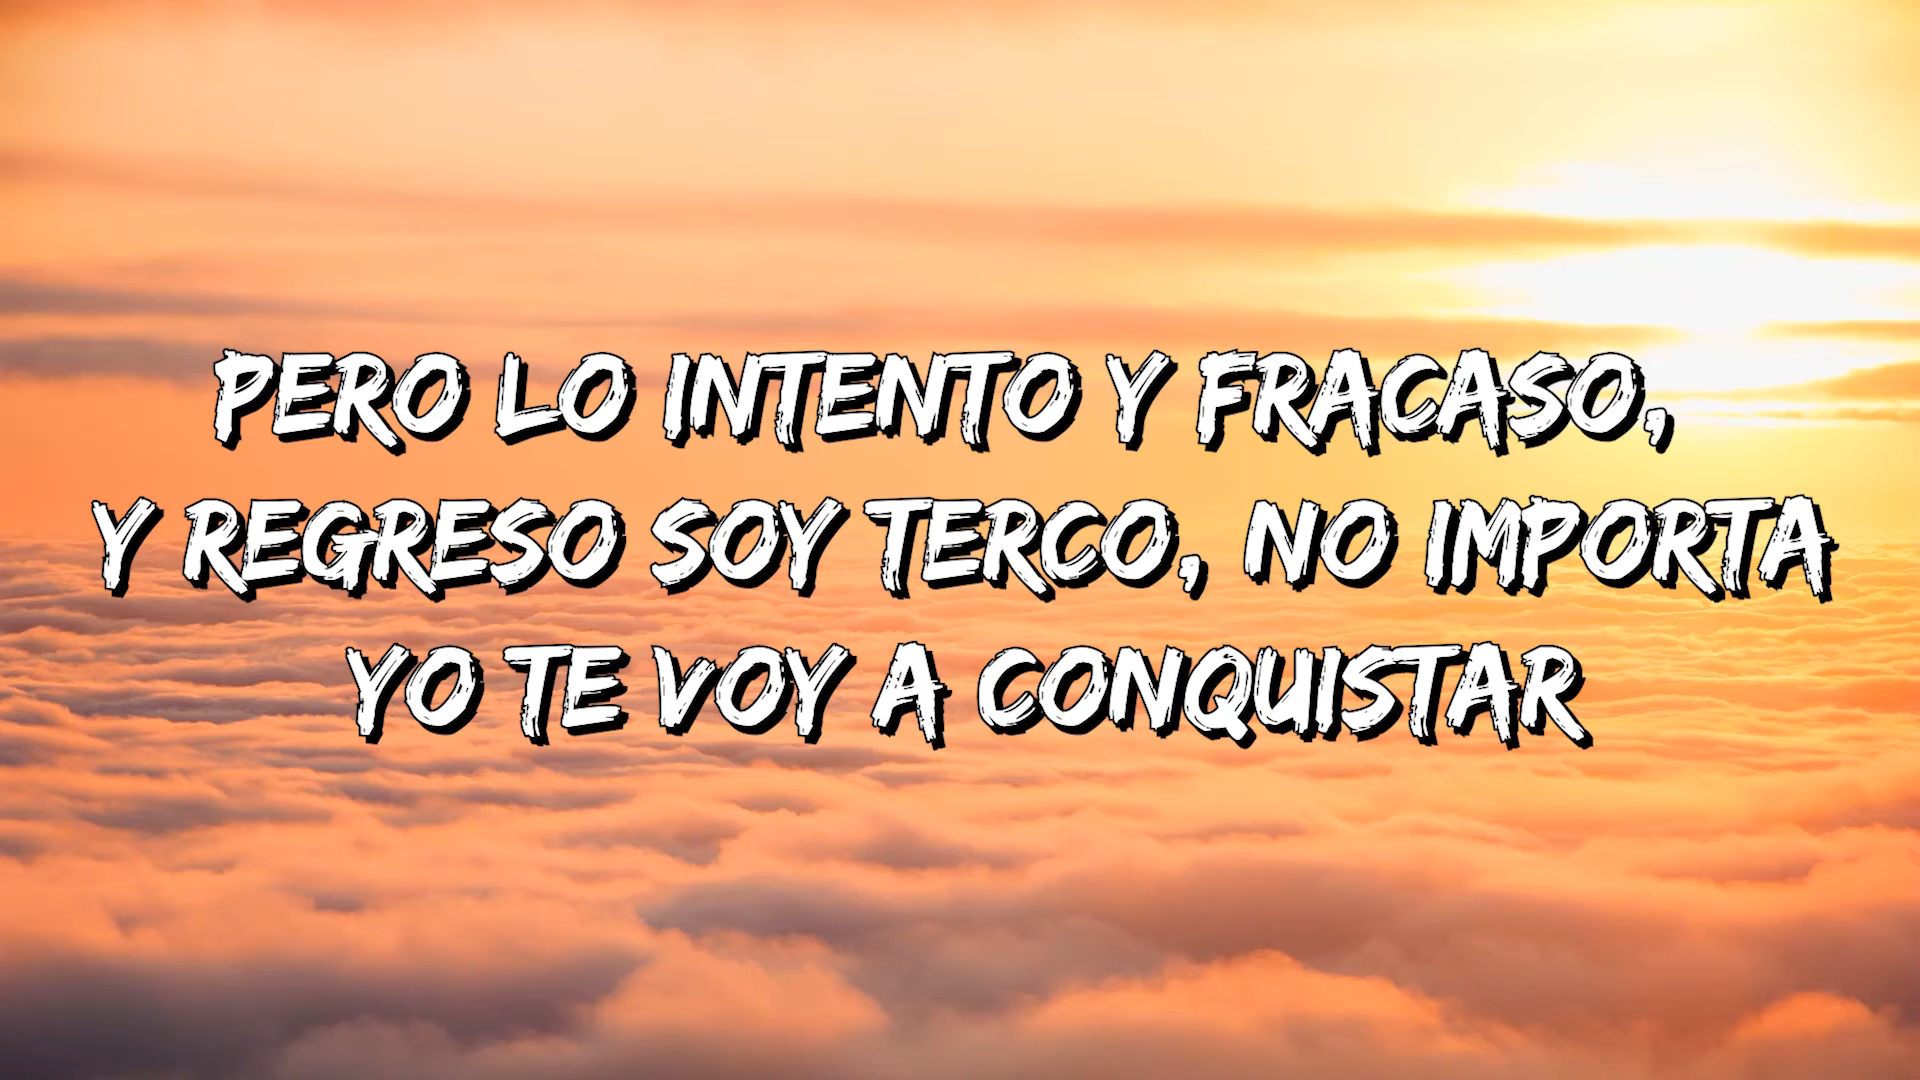 PERO LO INTENTO Y FRACASO,
Y REGRESO SOY TERCO, NO IMPORTA
YO TE VOY A CONQUISTAR